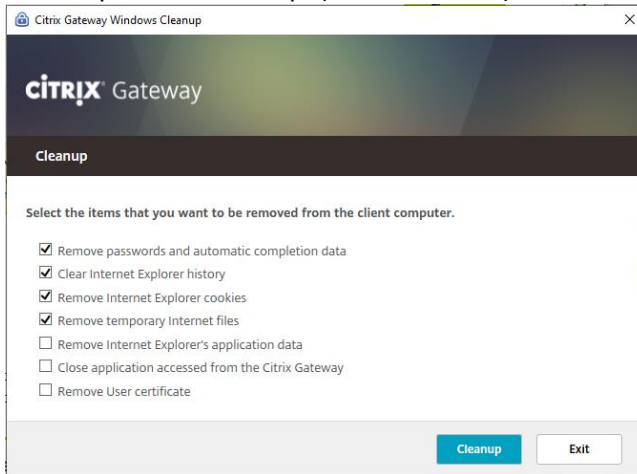 Citrix Gateway Windows Cleanup
CİTRIX Gateway
Cleanup
Select the items that you want to be removed from the client computer.
Remove passwords and automatic completion data
Clear Internet Explorer history
Remove Internet Explorer cookies
Remove temporary Internet files
Remove Internet Explorer's application data
Close application accessed from the Citrix Gateway
Remove User certificate
Cleanup Exit